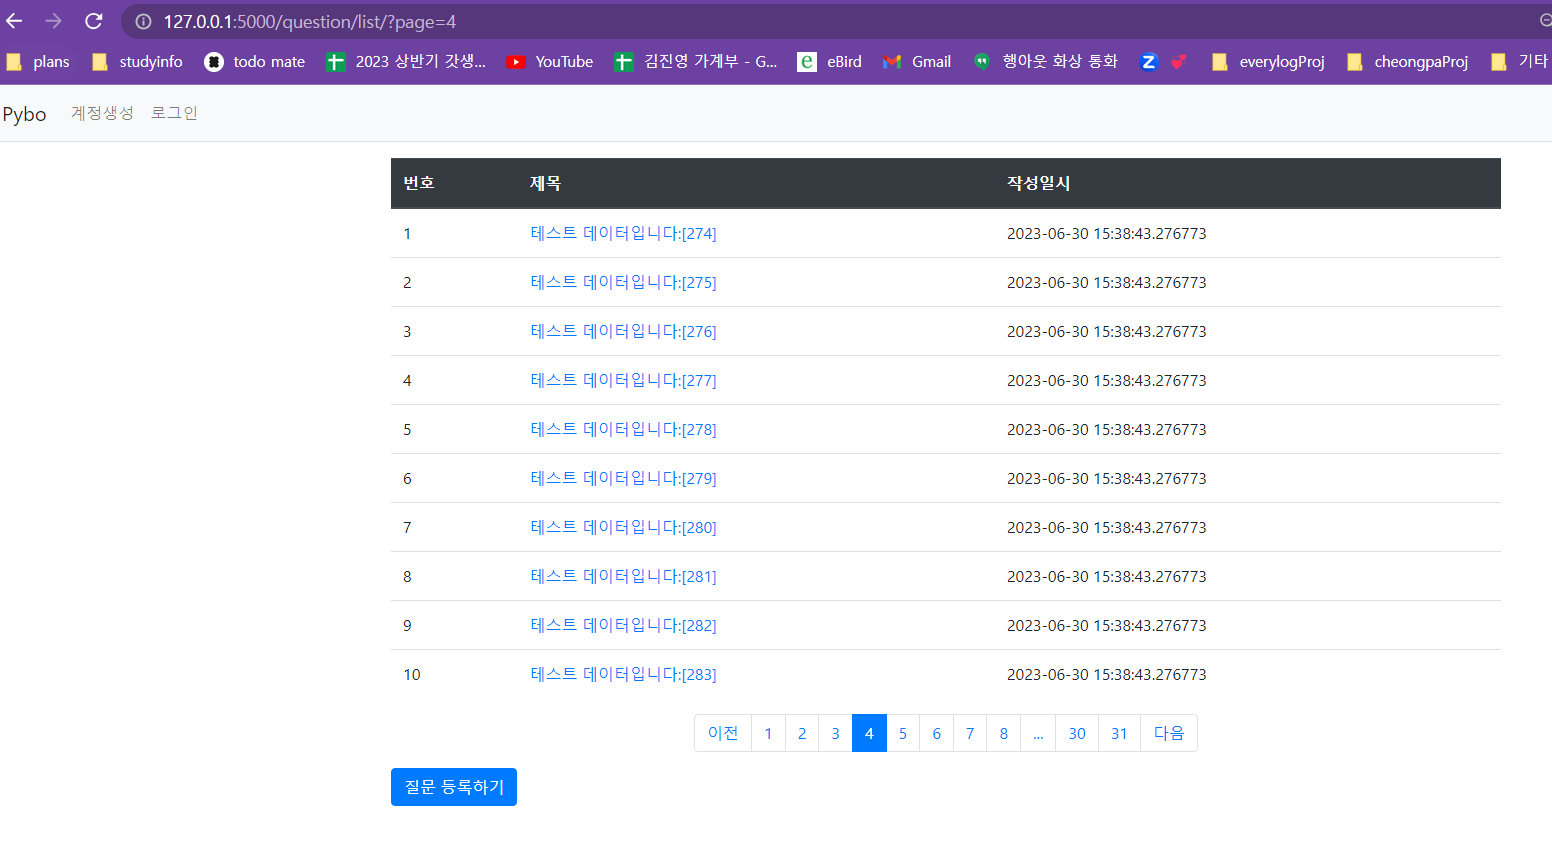 127.0.0.1:5000/question/list/?page=4
plans studyinfo todo mate 2023 상반기 갓생... YouTube 김진영 가계부 - G... eBird Gmail 행아웃 화상 통화 Z everylogProj cheongpaProj 기타
Pybo 계정생성 로그인
번호 제목 작성일시
1 테스트 데이터입니다:[274] 2023-06-30 15:38:43.276773
2 테스트 데이터입니다:[275] 2023-06-30 15:38:43.276773
3 테스트 데이터입니다:[276] 2023-06-30 15:38:43.276773
4 테스트 데이터입니다:[277] 2023-06-30 15:38:43.276773
5 테스트 데이터입니다:[278] 2023-06-30 15:38:43.276773
6 테스트 데이터입니다:[279] 2023-06-30 15:38:43.276773
7 테스트 데이터입니다:[280] 2023-06-30 15:38:43.276773
8 테스트 데이터입니다:[281] 2023-06-30 15:38:43.276773
9 테스트 데이터입니다:[282] 2023-06-30 15:38:43.276773
10 테스트 데이터입니다:[283] 2023-06-30 15:38:43.276773
이전 1 2 3 4 5 6 7 8 ... 30 31 다음
질문 등록하기